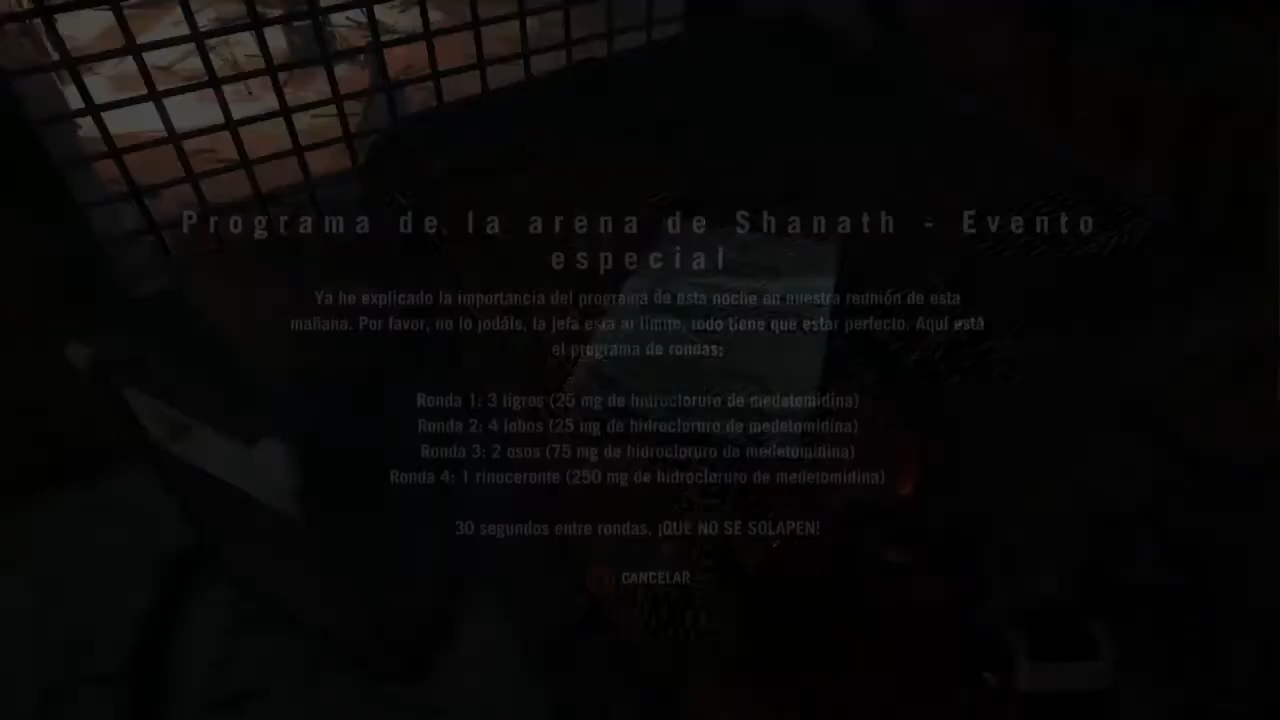 Programa de la arena de Shanath - Evento
especial
Ya he explicado la importancia del programa de esta noche en nuestra reunión de esta
mañana. Por favor, no lo jodáis, la jefa está al límite, todo tiene que estar perfecto. Aquí está
el programa de rondas:
Ronda 1: 3 tigres (25 mg de hidrocloruro de medetomidina)
Ronda 2: 4 lobos (25 mg de hidrocloruro de medetomidina)
Ronda 3: 2 osos (75 mg de hidrocloruro de medetomidina)
Ronda 4: 1 rinoceronte (250 mg de hidrocloruro de medetomidina)
30 segundos entre rondas, ¡QUE NO SE SOLAPEN!
CANCELAR